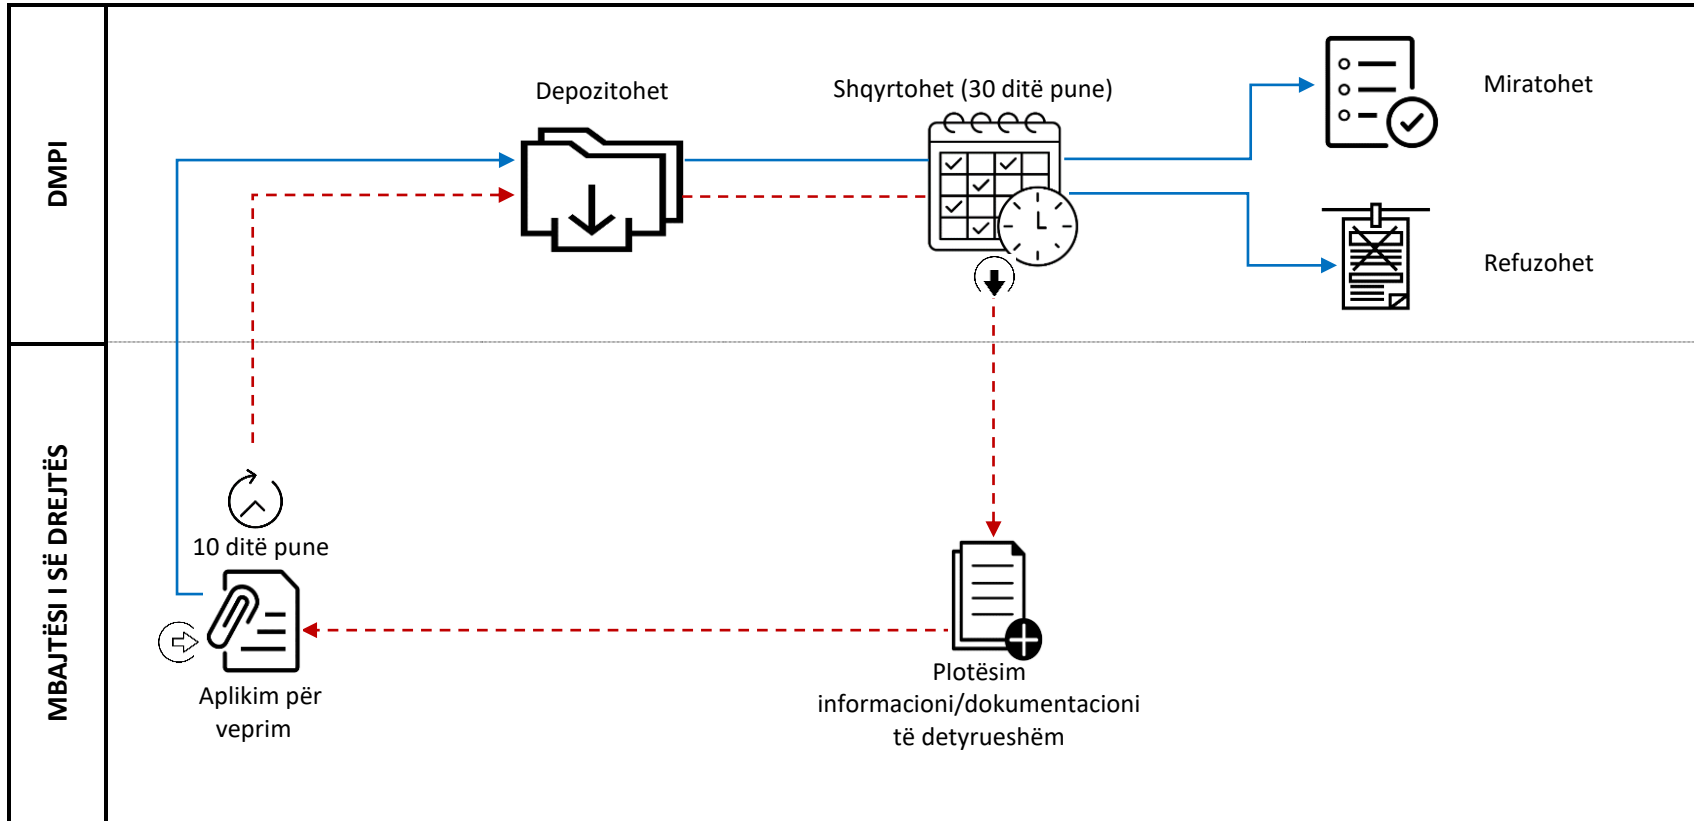 DMPI
Depozitohet
Shqyrtohet (30 ditë pune)
Miratohet
Refuzohet
MBAJTËSI I SË DREJTËS
10 ditë pune
Aplikim për
veprim
Plotësim
informacioni/dokumentacioni
të detyrueshëm